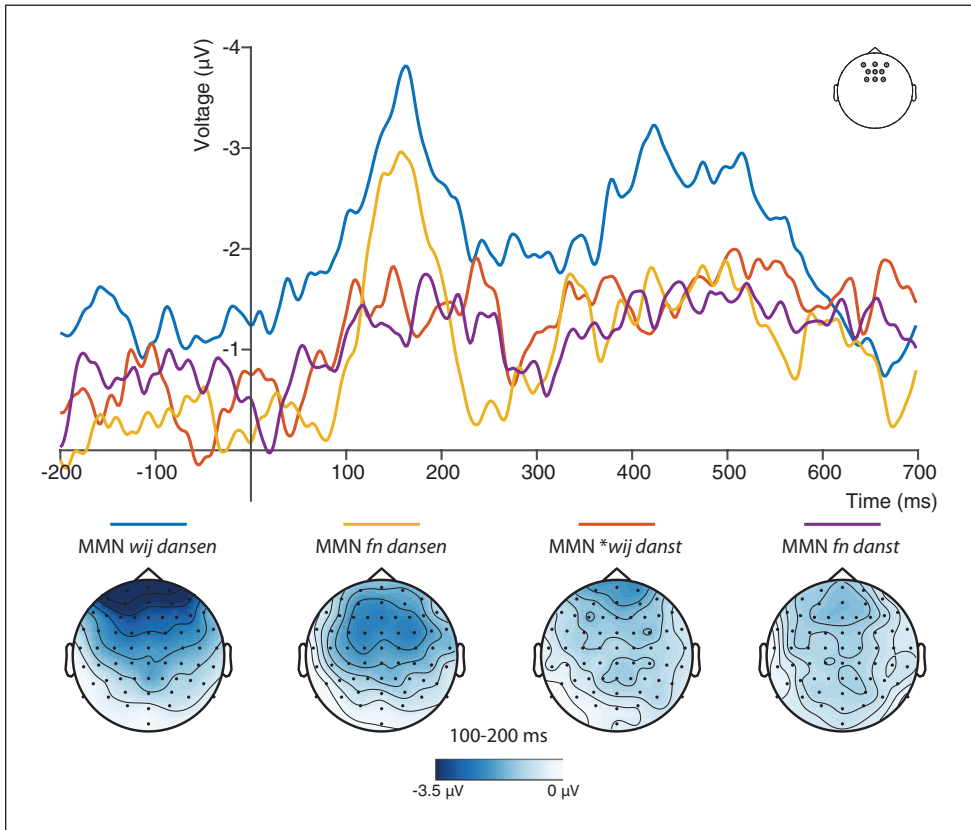 Voltage (μV)
-4
-3
-2
-1
-200
-100
100
200
300
400
500
600
700
Time (ms)
MMN wij dansen
MMN fn dansen
MMN *wij danst
MMN fn danst
100-200 ms
-3.5 μV
0 μV